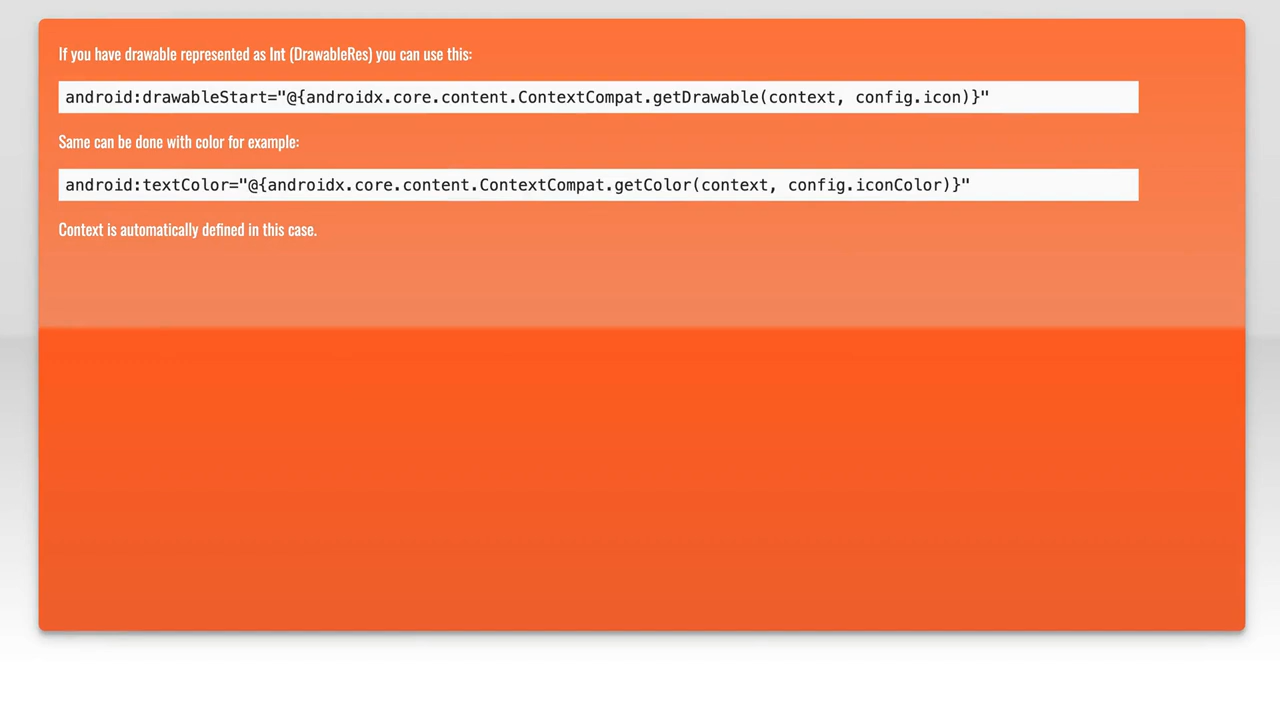 If you have drawable represented as Int (DrawableRes) you can use this:
android:drawableStart="@{androidx.core.content.ContextCompat.getDrawable(context, config.icon)}"
Same can be done with color for example:
android:textColor="@{androidx.core.content.ContextCompat.getColor(context, config.iconColor)}"
Context is automatically defined in this case.